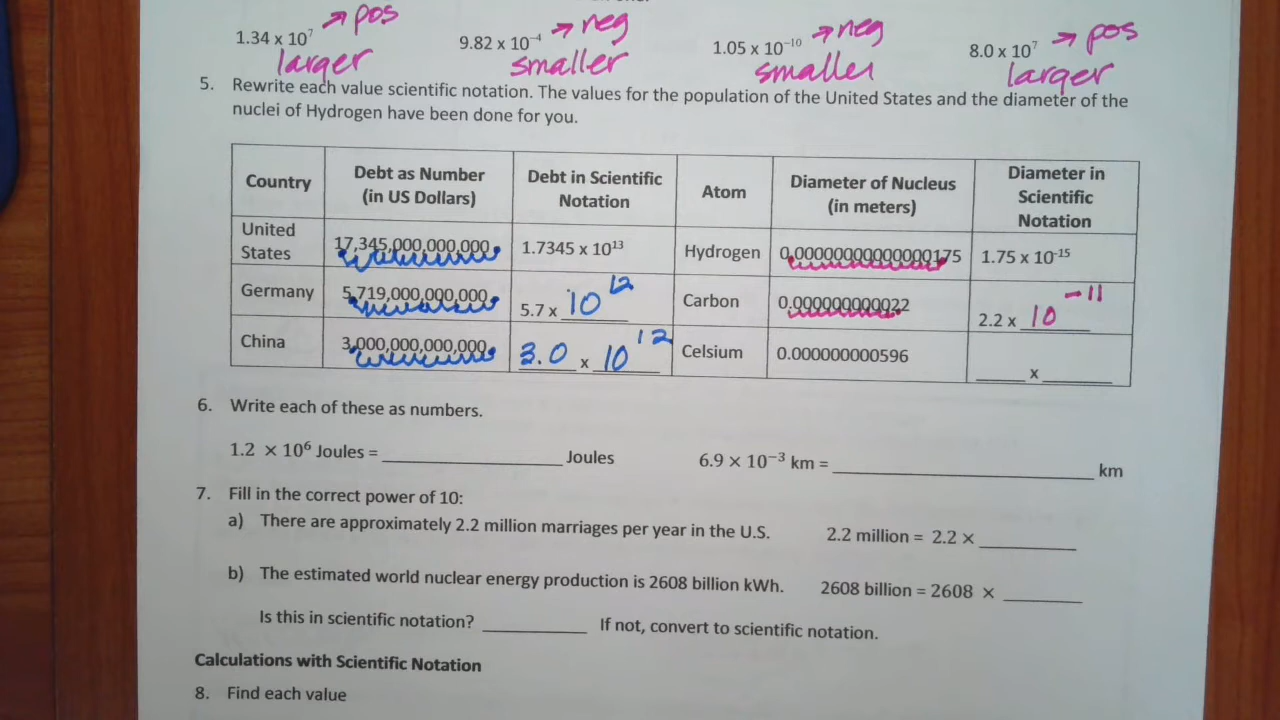 1.34 x 10⁷ → pos
larger
9.82 x 10⁻⁴ → neg
smaller
1.05 x 10⁻¹⁰ → neg
smaller
8.0 x 10⁷ → pos
larger
5. Rewrite each value scientific notation. The values for the population of the United States and the diameter of the
nuclei of Hydrogen have been done for you.
Country
Debt as Number
(in US Dollars)
Debt in Scientific
Notation
Atom
Diameter of Nucleus
(in meters)
Diameter in
Scientific
Notation
United
States
17,345,000,000,000
1.7345 x 10¹³
Hydrogen
0.00000000000000175
1.75 x 10⁻¹⁵
Germany
5,719,000,000,000
5.7 x 10¹²
Carbon
0.000000000022
2.2 x 10⁻¹¹
China
3,000,000,000,000
3.0 x 10¹²
Celsium
0.000000000596
_____ x ________
6. Write each of these as numbers.
1.2 × 10⁶ Joules = ____________________ Joules
6.9 × 10⁻³ km = _____________________________ km
7. Fill in the correct power of 10:
a) There are approximately 2.2 million marriages per year in the U.S.
2.2 million = 2.2 × ___________
b) The estimated world nuclear energy production is 2608 billion kWh.
2608 billion = 2608 × _________
Is this in scientific notation? ____________ If not, convert to scientific notation.
Calculations with Scientific Notation
8. Find each value